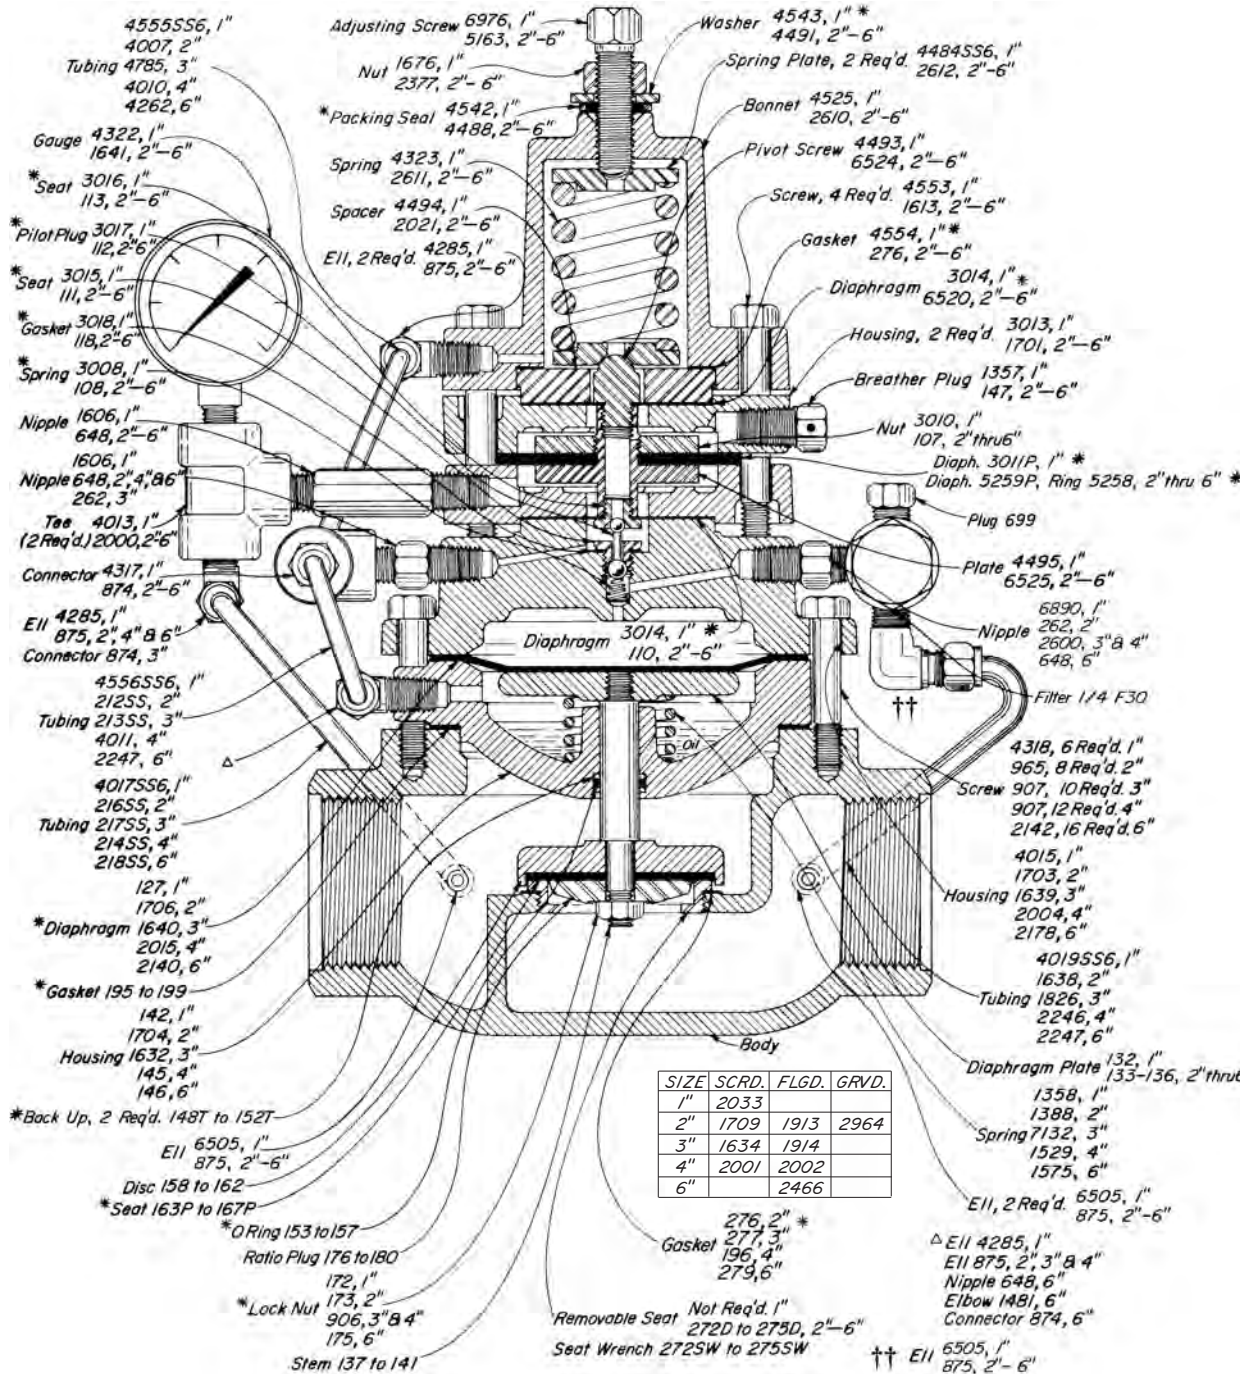 4555SS6, 1"
4007, 2"
Tubing 4785, 3"
4010, 4"
4262, 6"
Gauge 4322, 1"
1641, 2"-6"
*Seat 3016, 1"
113, 2"-6"
*Pilot Plug 3017, 1"
112, 2"6"
*Seat 3015, 1"
111, 2"-6"
*Gasket 3018, 1"
118, 2"6"
*Spring 3008, 1"
108, 2"-6"
Nipple 1606, 1"
648, 2"-6"
1606, 1"
Nipple 648, 2", 4", &6"
262, 3"
Tee 4013, 1"
(2 Req'd.) 2000, 2"6"
Connector 4317, 1"
874, 2"-6"
Ell 4285, 1"
875, 2", 4" & 6"
Connector 874, 3"
4556SS6, 1"
212SS, 2"
Tubing 213SS, 3"
4011, 4"
2247, 6"
Δ
4017SS6, 1"
216SS, 2"
Tubing 217SS, 3"
214SS, 4"
218SS, 6"
127, 1"
1706, 2"
*Diaphragm 1640, 3"
2015, 4"
2140, 6"
*Gasket 195 to 199
142, 1"
1704, 2"
Housing 1632, 3"
145, 4"
146, 6"
*Back Up, 2 Req'd. 148T to 152T
Ell 6505, 1"
875, 2"-6"
Disc 158 to 162
*Seat 163P to 167P
*O Ring 153 to 157
Ratio Plug 176 to 180
172, 1"
*Lock Nut 173, 2"
906, 3" & 4"
175, 6"
Stem 137 to 141
Adjusting Screw 6976, 1"
5163, 2"-6"
Nut 1676, 1"
2377, 2"-6"
*Packing Seal 4542, 1"
4488, 2"-6"
Spring 4323, 1"
2611, 2"-6"
Spacer 4494, 1"
2021, 2"-6"
Ell, 2 Req'd. 4285, 1"
875, 2"-6"
Washer 4543, 1" *
4491, 2"-6"
Spring Plate, 2 Req'd. 4484SS6, 1"
2612, 2"-6"
Bonnet 4525, 1"
2610, 2"-6"
Pivot Screw 4493, 1"
6524, 2"-6"
Screw, 4 Req'd. 4553, 1"
1613, 2"-6"
Gasket 4554, 1" *
276, 2"-6"
Diaphragm 3014, 1" *
6520, 2"-6"
Housing, 2 Req'd. 3013, 1"
1701, 2"-6"
Breather Plug 1357, 1"
147, 2"-6"
Nut 3010, 1"
107, 2"thru6"
Diaph. 3011P, 1" *
Diaph. 5259P, Ring 5258, 2"thru 6" *
Plug 699
Plate 4495, 1"
6525, 2"-6"
6890, 1"
Nipple 262, 2"
2600, 3" & 4"
648, 6"
Filter 1/4 F30
††
Diaphragm 3014, 1" *
110, 2"-6"
Oil
4318, 6 Req'd. 1"
965, 8 Req'd. 2"
Screw 907, 10 Req'd. 3"
907, 12 Req'd. 4"
2142, 16 Req'd. 6"
4015, 1"
1703, 2"
Housing 1639, 3"
2004, 4"
2178, 6"
4019SS6, 1"
1638, 2"
Tubing 1826, 3"
2246, 4"
2247, 6"
Diaphragm Plate 132, 1"
133-136, 2"thru6
1358, 1"
1388, 2"
Spring 7132, 3"
1529, 4"
1575, 6"
Ell, 2 Req'd. 6505, 1"
875, 2"-6"
Body
SIZE SCRD. FLGD. GRVD.
1" 2033
2" 1709 1913 2964
3" 1634 1914
4" 2001 2002
6" 2466
276, 2" *
Gasket 277, 3"
196, 4"
279, 6"
Removable Seat Not Req'd. 1"
272D to 275D, 2"-6"
Seat Wrench 272SW to 275SW
Δ Ell 4285, 1"
Ell 875, 2", 3" & 4"
Nipple 648, 6"
Elbow 1481, 6"
Connector 874, 6"
†† Ell 6505, 1"
875, 2"-6"